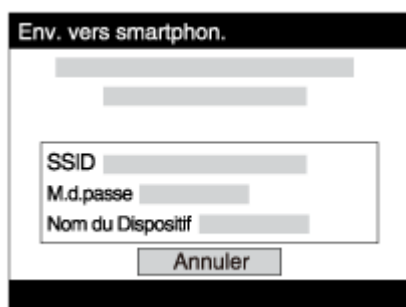 Env. vers smartphon.
SSID
M.d.passe
Nom du Dispositif
Annuler